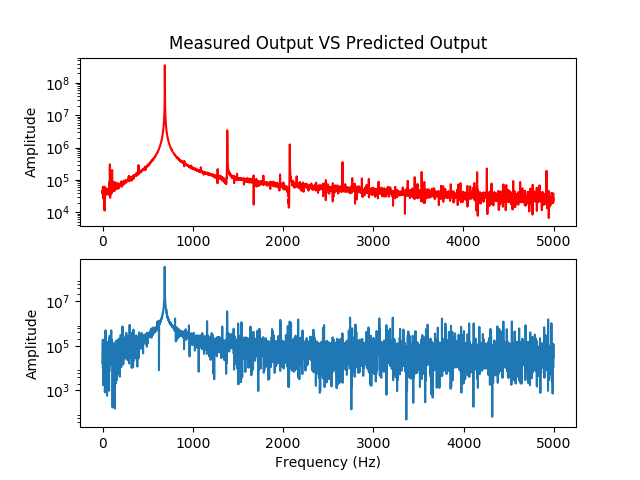 Measured Output VS Predicted Output
Amplitude
10⁸
10⁷
10⁶
10⁵
10⁴
0 1000 2000 3000 4000 5000
Amplitude
10⁷
10⁵
10³
0 1000 2000 3000 4000 5000
Frequency (Hz)